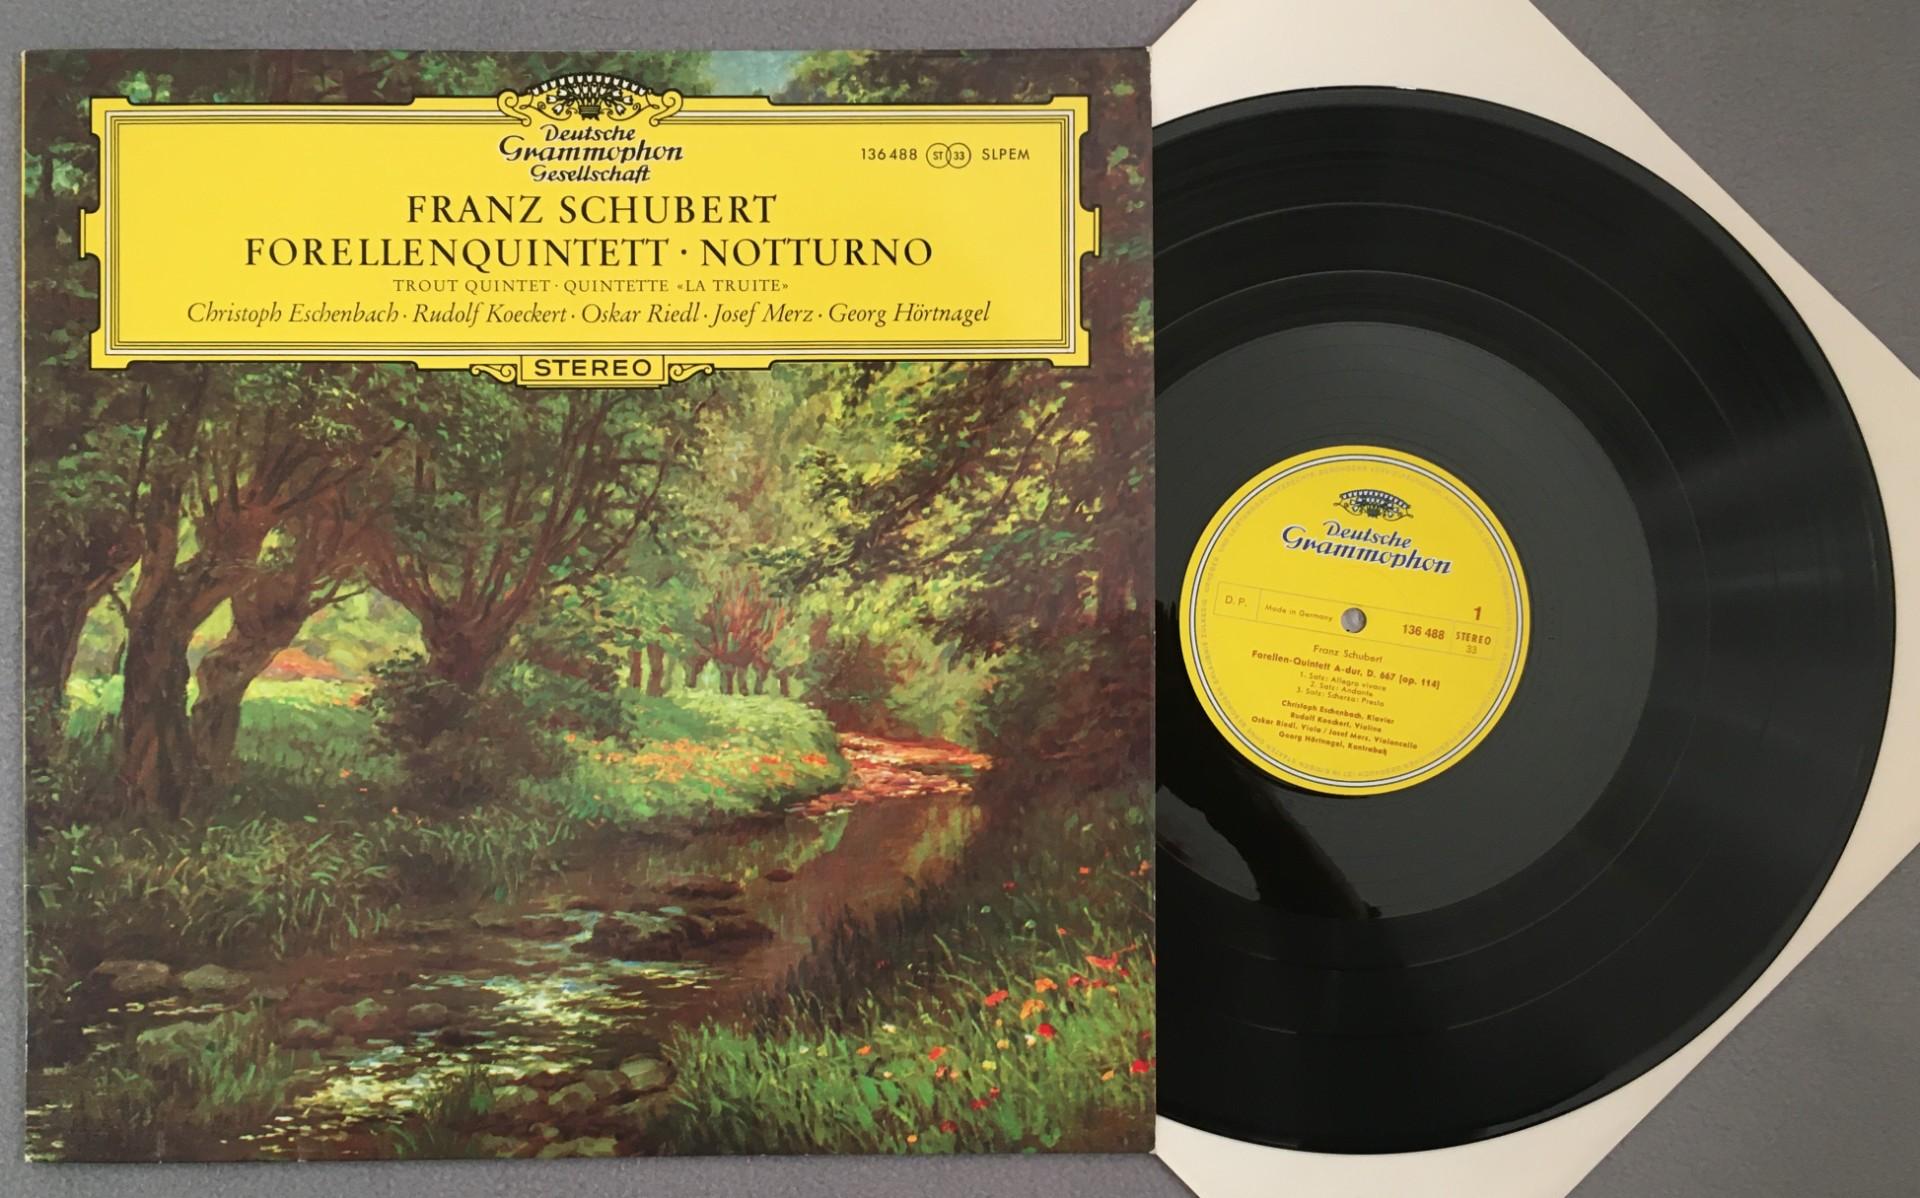 Deutsche
Grammophon
Gesellschaft
136 488 ST 33 SLPEM
FRANZ SCHUBERT
FORELLENQUINTETT · NOTTURNO
TROUT QUINTET · QUINTETTE «LA TRUITE»
Christoph Eschenbach · Rudolf Koeckert · Oskar Riedl · Josef Merz · Georg Hörtnagel
STEREO
Deutsche
Grammophon
D. P. Made in Germany 136 488 1 STEREO 33
Franz Schubert
Forellen-Quintett A-dur, D. 667 (op. 114)
1. Satz: Allegro vivace
2. Satz: Andante
3. Satz: Scherzo: Presto
Christoph Eschenbach, Klavier
Rudolf Koeckert, Violine
Oskar Riedl, Viola / Josef Merz, Violoncello
Georg Hörtnagel, Kontrabaß